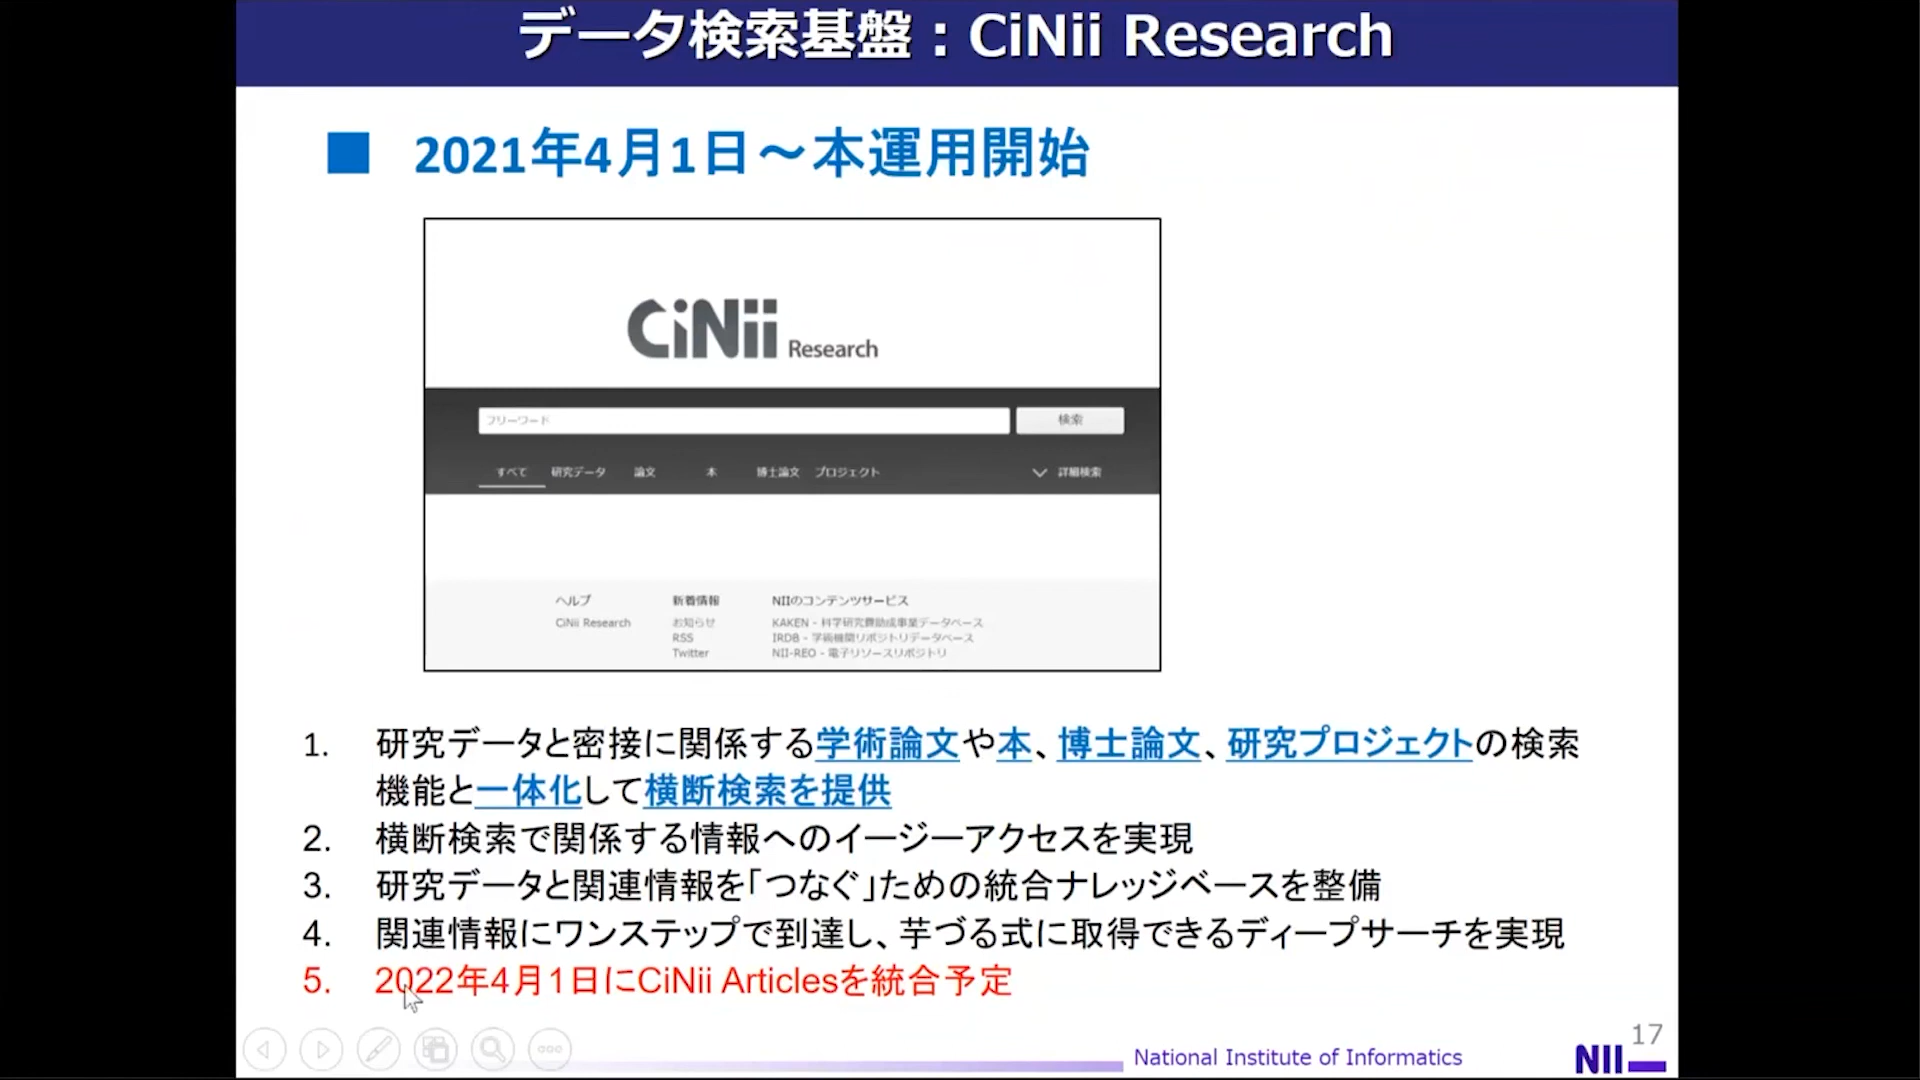 データ検索基盤：CiNii Research
■ 2021年4月1日～本運用開始
CiNii Research
フリーワード 検索
すべて 研究データ 論文 本 博士論文 プロジェクト 詳細検索
ヘルプ 新着情報 NIIのコンテンツサービス
CiNii Research お知らせ KAKEN - 科学研究費助成事業データベース
RSS IRDB - 学術機関リポジトリデータベース
Twitter NII-REO - 電子リソースリポジトリ
1. 研究データと密接に関係する学術論文や本、博士論文、研究プロジェクトの検索
機能と一体化して横断検索を提供
2. 横断検索で関係する情報へのイージーアクセスを実現
3. 研究データと関連情報を「つなぐ」ための統合ナレッジベースを整備
4. 関連情報にワンステップで到達し、芋づる式に取得できるディープサーチを実現
5. 2022年4月1日にCiNii Articlesを統合予定
17
National Institute of Informatics NII